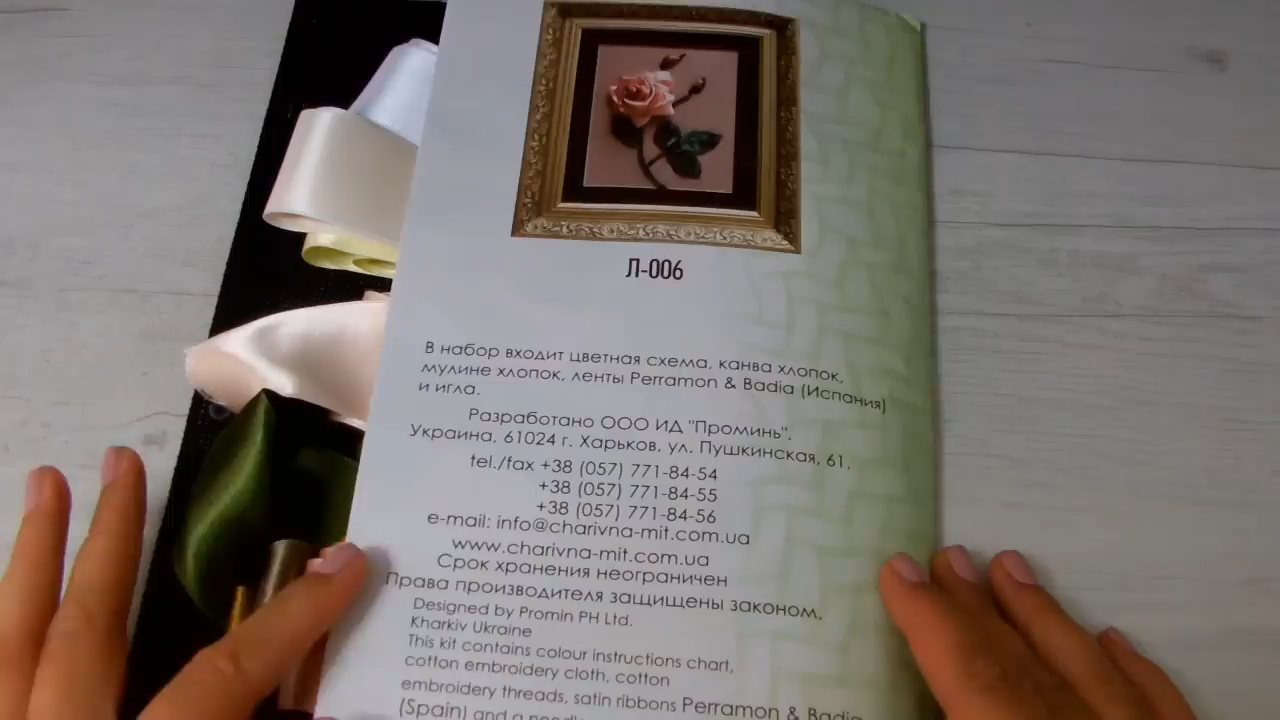 Л-006
В набор входит цветная схема, канва хлопок,
мулине хлопок, ленты Perramon & Badia (Испания)
и игла.
Разработано ООО ИД "Проминь".
Украина, 61024 г. Харьков, ул. Пушкинская, 61.
tel./fax +38 (057) 771-84-54
+38 (057) 771-84-55
+38 (057) 771-84-56
e-mail: info@charivna-mit.com.ua
www.charivna-mit.com.ua
Срок хранения неограничен
Права производителя защищены законом.
Designed by Promin PH Ltd.
Kharkiv Ukraine
This kit contains colour instructions chart,
cotton embroidery cloth, cotton
embroidery threads, satin ribbons Perramon & Badia
(Spain) and a needle